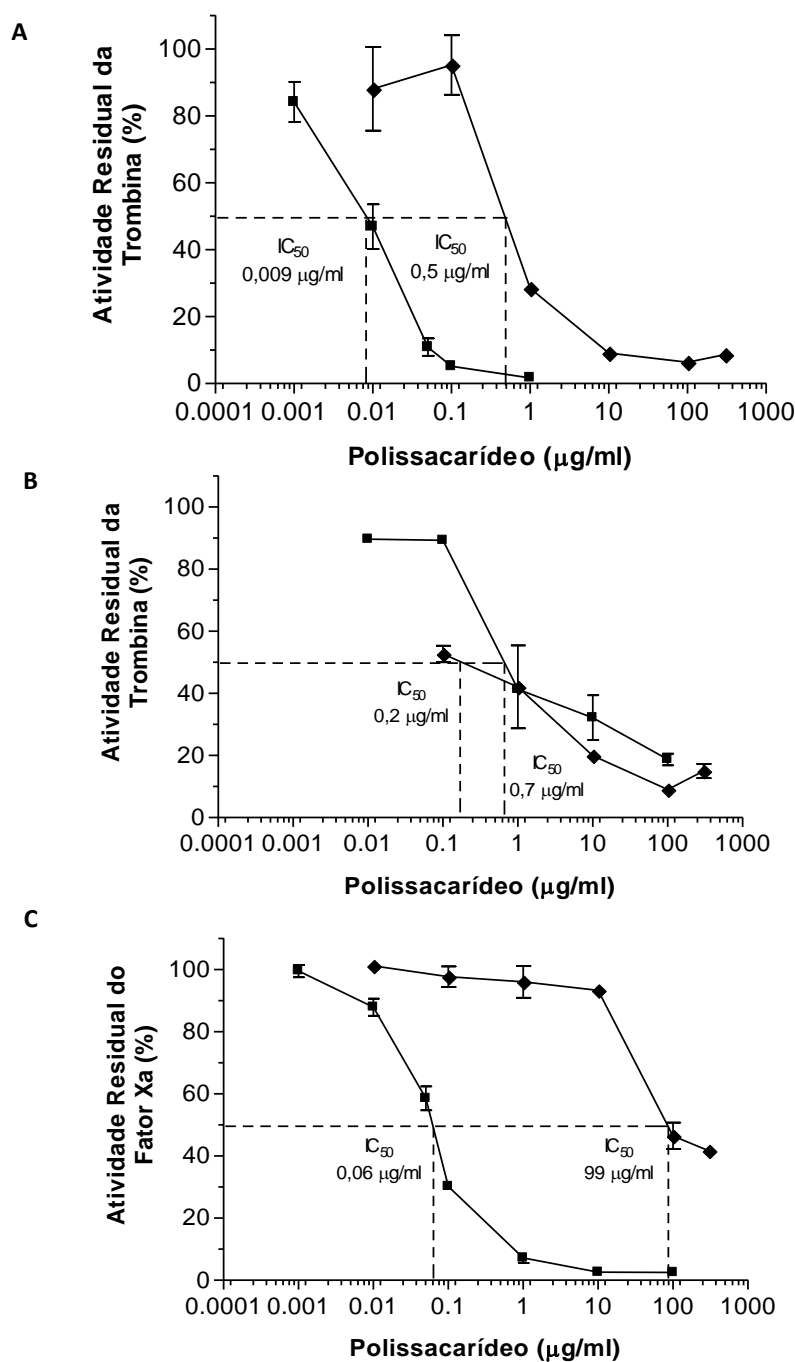 A
Atividade Residual da
Trombina (%)
100
80
60
40
20
0
IC50
0,009 µg/ml
IC50
0,5 µg/ml
0.0001 0.001 0.01 0.1 1 10 100 1000
Polissacarídeo (µg/ml)
B
Atividade Residual da
Trombina (%)
100
80
60
40
20
0
IC50
0,2 µg/ml
IC50
0,7 µg/ml
0.0001 0.001 0.01 0.1 1 10 100 1000
Polissacarídeo (µg/ml)
C
Atividade Residual do
Fator Xa (%)
100
80
60
40
20
0
IC50
0,06 µg/ml
IC50
99 µg/ml
0.0001 0.001 0.01 0.1 1 10 100 1000
Polissacarídeo (µg/ml)